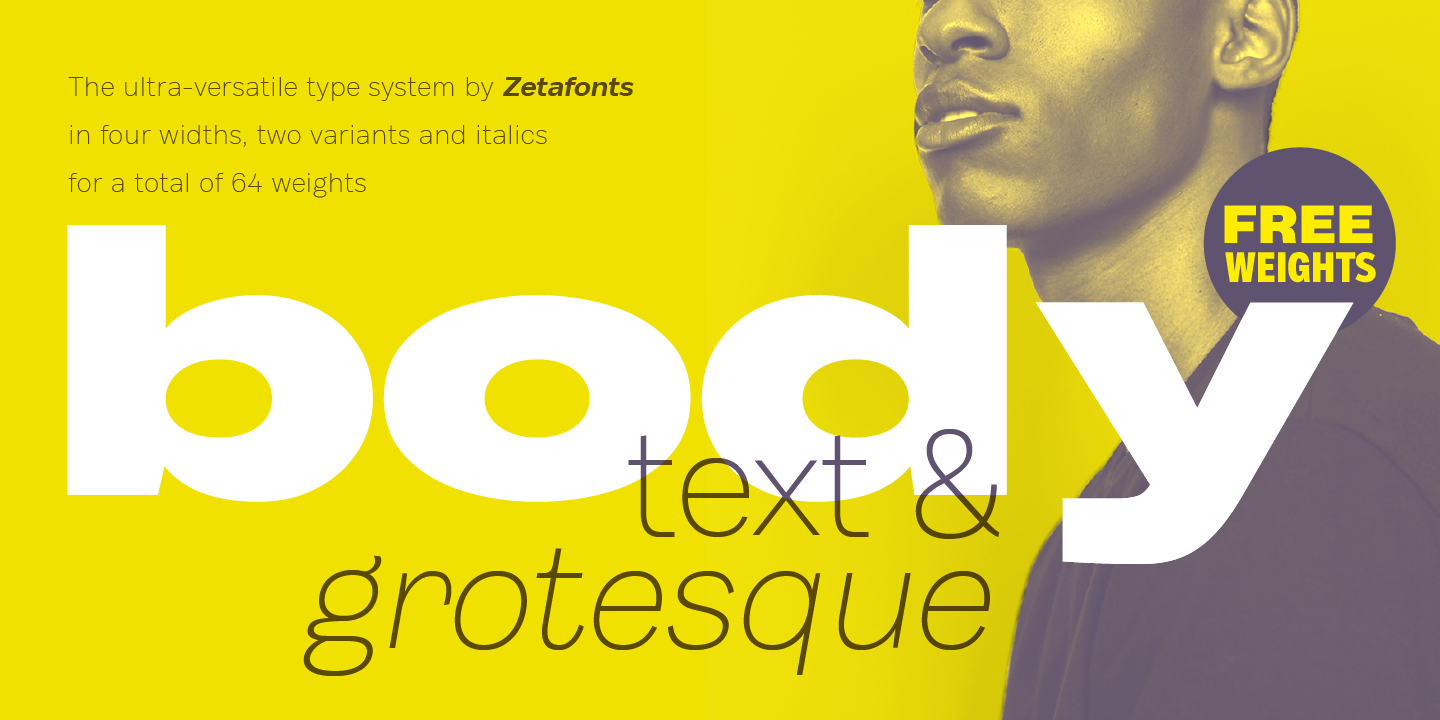 The ultra-versatile type system by Zetafonts
in four widths, two variants and italics
for a total of 64 weights
FREE
WEIGHTS
body
text &
grotesque